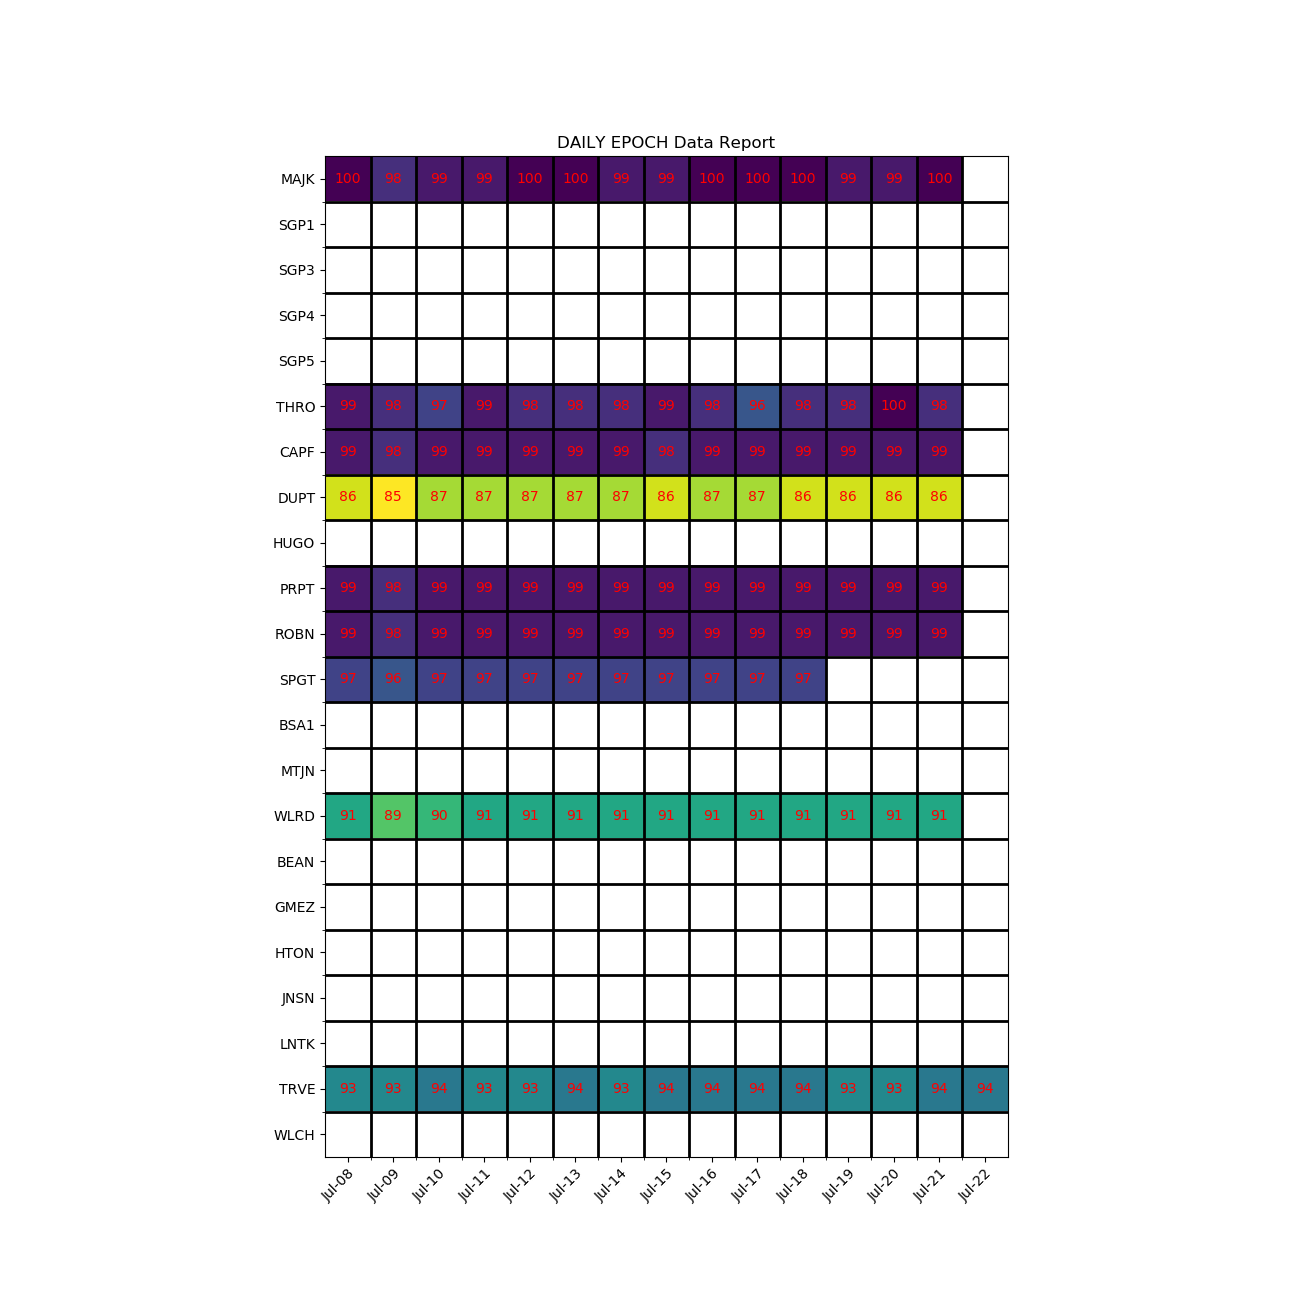 DAILY EPOCH Data Report
MAJK 100 98 99 99 100 100 99 99 100 100 100 99 99 100
SGP1
SGP3
SGP4
SGP5
THRO 99 98 97 99 98 98 98 99 98 96 98 98 100 98
CAPF 99 98 99 99 99 99 99 98 99 99 99 99 99 99
DUPT 86 85 87 87 87 87 87 86 87 87 86 86 86 86
HUGO
PRPT 99 98 99 99 99 99 99 99 99 99 99 99 99 99
ROBN 99 98 99 99 99 99 99 99 99 99 99 99 99 99
SPGT 97 96 97 97 97 97 97 97 97 97 97
BSA1
MTJN
WLRD 91 89 90 91 91 91 91 91 91 91 91 91 91 91
BEAN
GMEZ
HTON
JNSN
LNTK
TRVE 93 93 94 93 93 94 93 94 94 94 94 93 93 94 94
WLCH
Jul-08 Jul-09 Jul-10 Jul-11 Jul-12 Jul-13 Jul-14 Jul-15 Jul-16 Jul-17 Jul-18 Jul-19 Jul-20 Jul-21 Jul-22